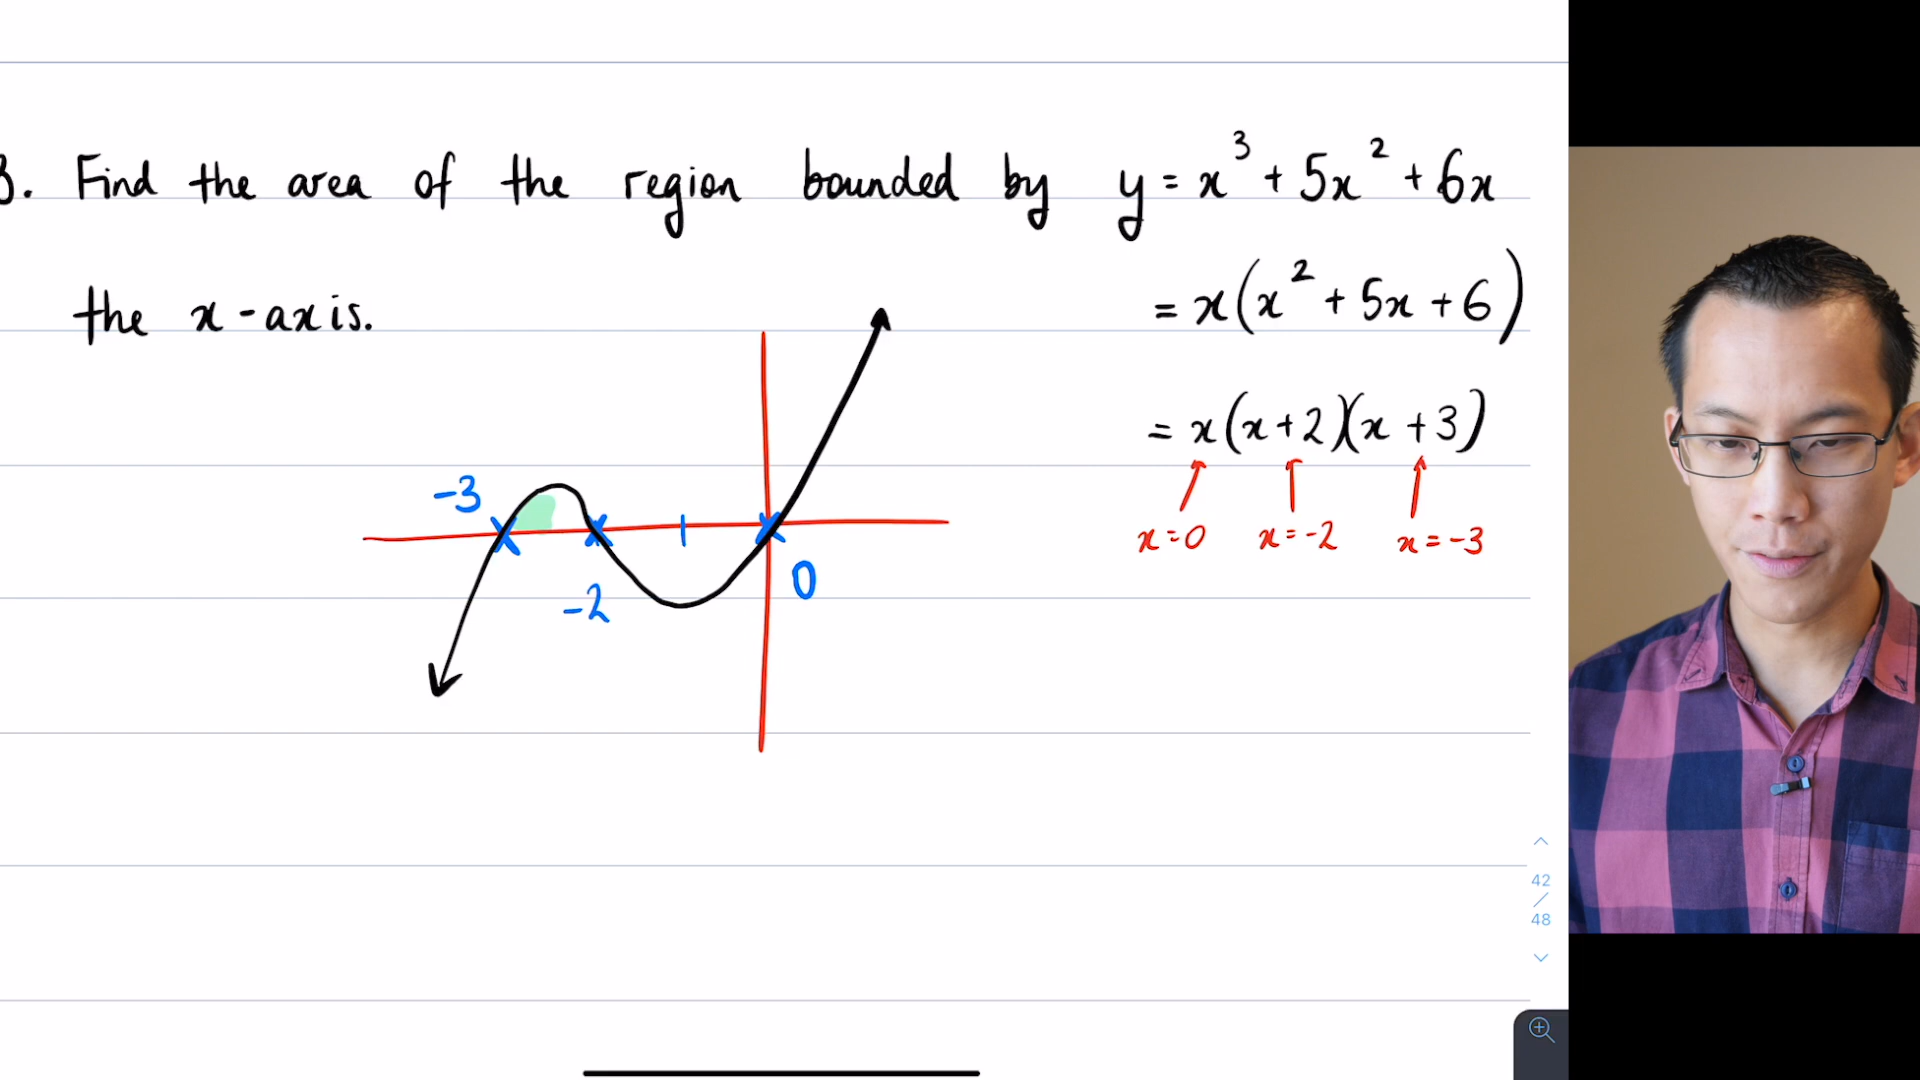 3. Find the area of the region bounded by y = x³ + 5x² + 6x
the x-axis.
= x(x² + 5x + 6)
= x(x+2)(x+3)
-3
x=0 x=-2 x=-3
0
-2
42
/
48